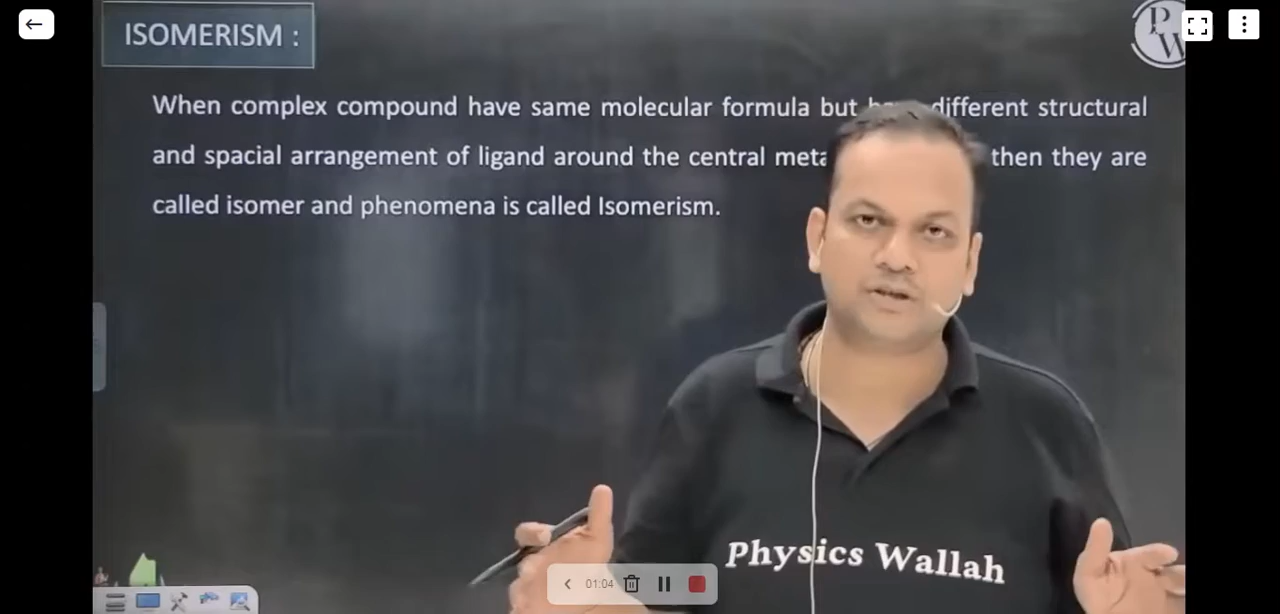 ISOMERISM :
P
W
When complex compound have same molecular formula but different structural
and spacial arrangement of ligand around the central then they are
called isomer and phenomena is called Isomerism.
Physics Wallah
01:04